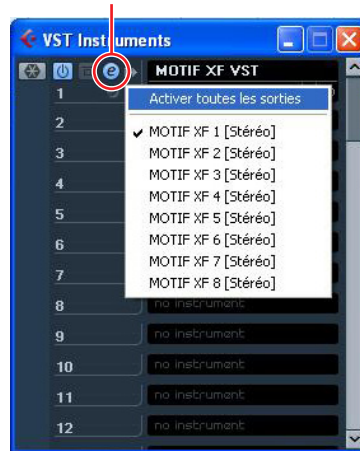 VST Instruments
e
MOTIF XF VST
1
Activer toutes les sorties
2
MOTIF XF 1 [Stéréo]
3
MOTIF XF 2 [Stéréo]
MOTIF XF 3 [Stéréo]
4
MOTIF XF 4 [Stéréo]
5
MOTIF XF 5 [Stéréo]
6
MOTIF XF 6 [Stéréo]
7
MOTIF XF 7 [Stéréo]
MOTIF XF 8 [Stéréo]
8 no instrument
9 no instrument
10 no instrument
11 no instrument
12 no instrument